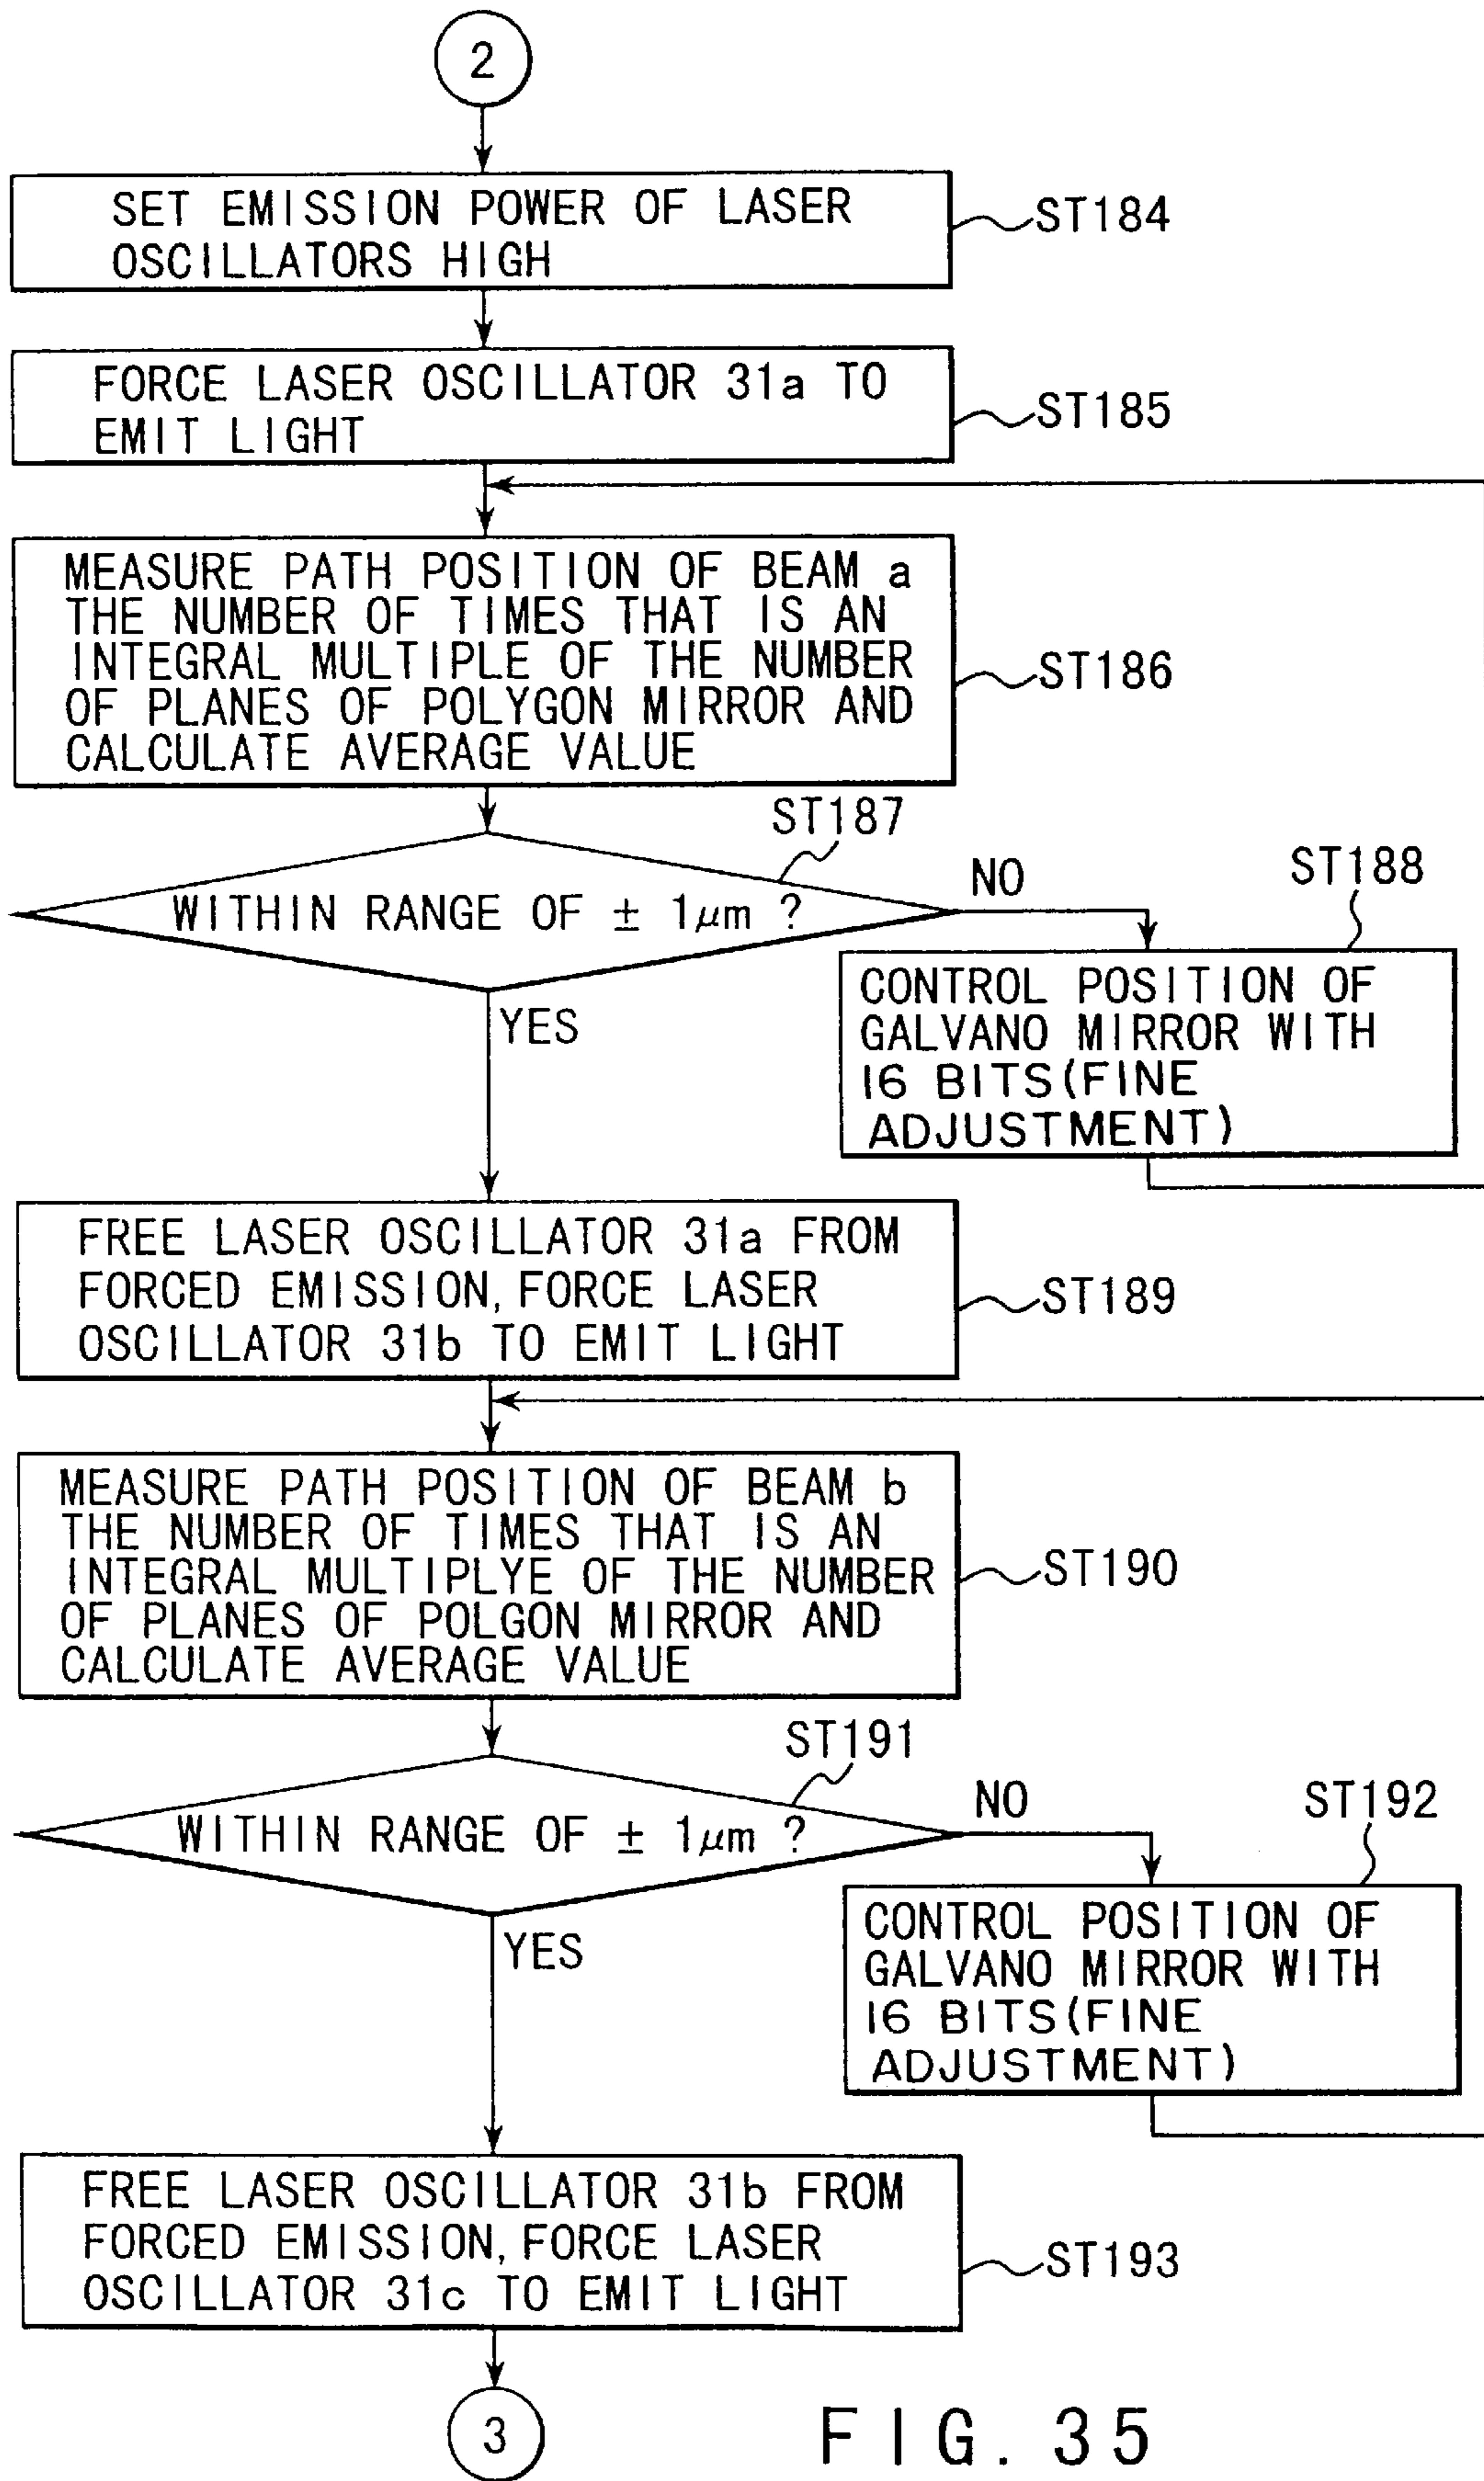 2
SET EMISSION POWER OF LASER
OSCILLATORS HIGH
ST184
FORCE LASER OSCILLATOR 31a TO
EMIT LIGHT
ST185
MEASURE PATH POSITION OF BEAM a
THE NUMBER OF TIMES THAT IS AN
INTEGRAL MULTIPLE OF THE NUMBER
OF PLANES OF POLYGON MIRROR AND
CALCULATE AVERAGE VALUE
ST186
ST187
WITHIN RANGE OF ± 1μm ?
NO
YES
ST188
CONTROL POSITION OF
GALVANO MIRROR WITH
16 BITS(FINE
ADJUSTMENT)
FREE LASER OSCILLATOR 31a FROM
FORCED EMISSION, FORCE LASER
OSCILLATOR 31b TO EMIT LIGHT
ST189
MEASURE PATH POSITION OF BEAM b
THE NUMBER OF TIMES THAT IS AN
INTEGRAL MULTIPLYE OF THE NUMBER
OF PLANES OF POLGON MIRROR AND
CALCULATE AVERAGE VALUE
ST190
ST191
WITHIN RANGE OF ± 1μm ?
NO
YES
ST192
CONTROL POSITION OF
GALVANO MIRROR WITH
16 BITS(FINE
ADJUSTMENT)
FREE LASER OSCILLATOR 31b FROM
FORCED EMISSION, FORCE LASER
OSCILLATOR 31c TO EMIT LIGHT
ST193
3
FIG. 35